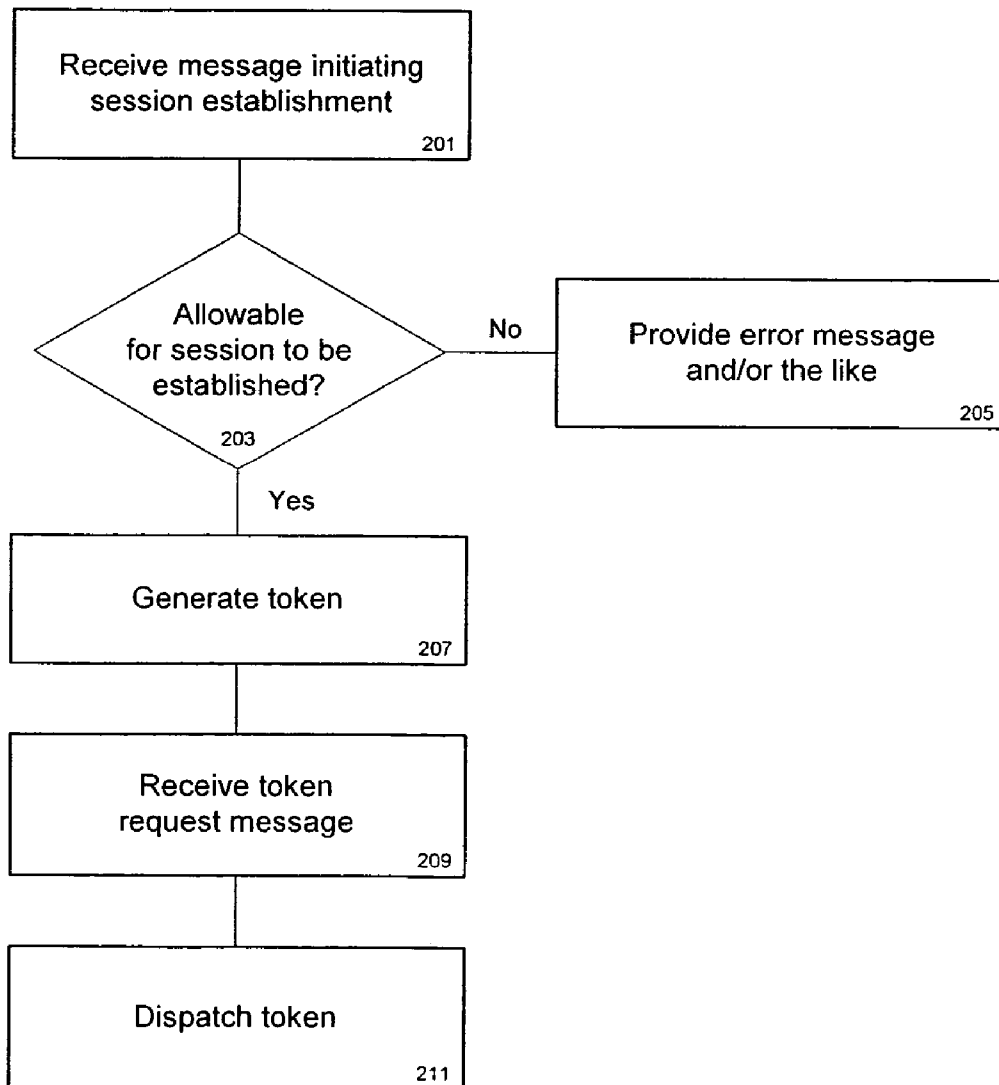 Receive message initiating
session establishment
201
Allowable
for session to be
established?
203
No
Provide error message
and/or the like
205
Yes
Generate token
207
Receive token
request message
209
Dispatch token
211